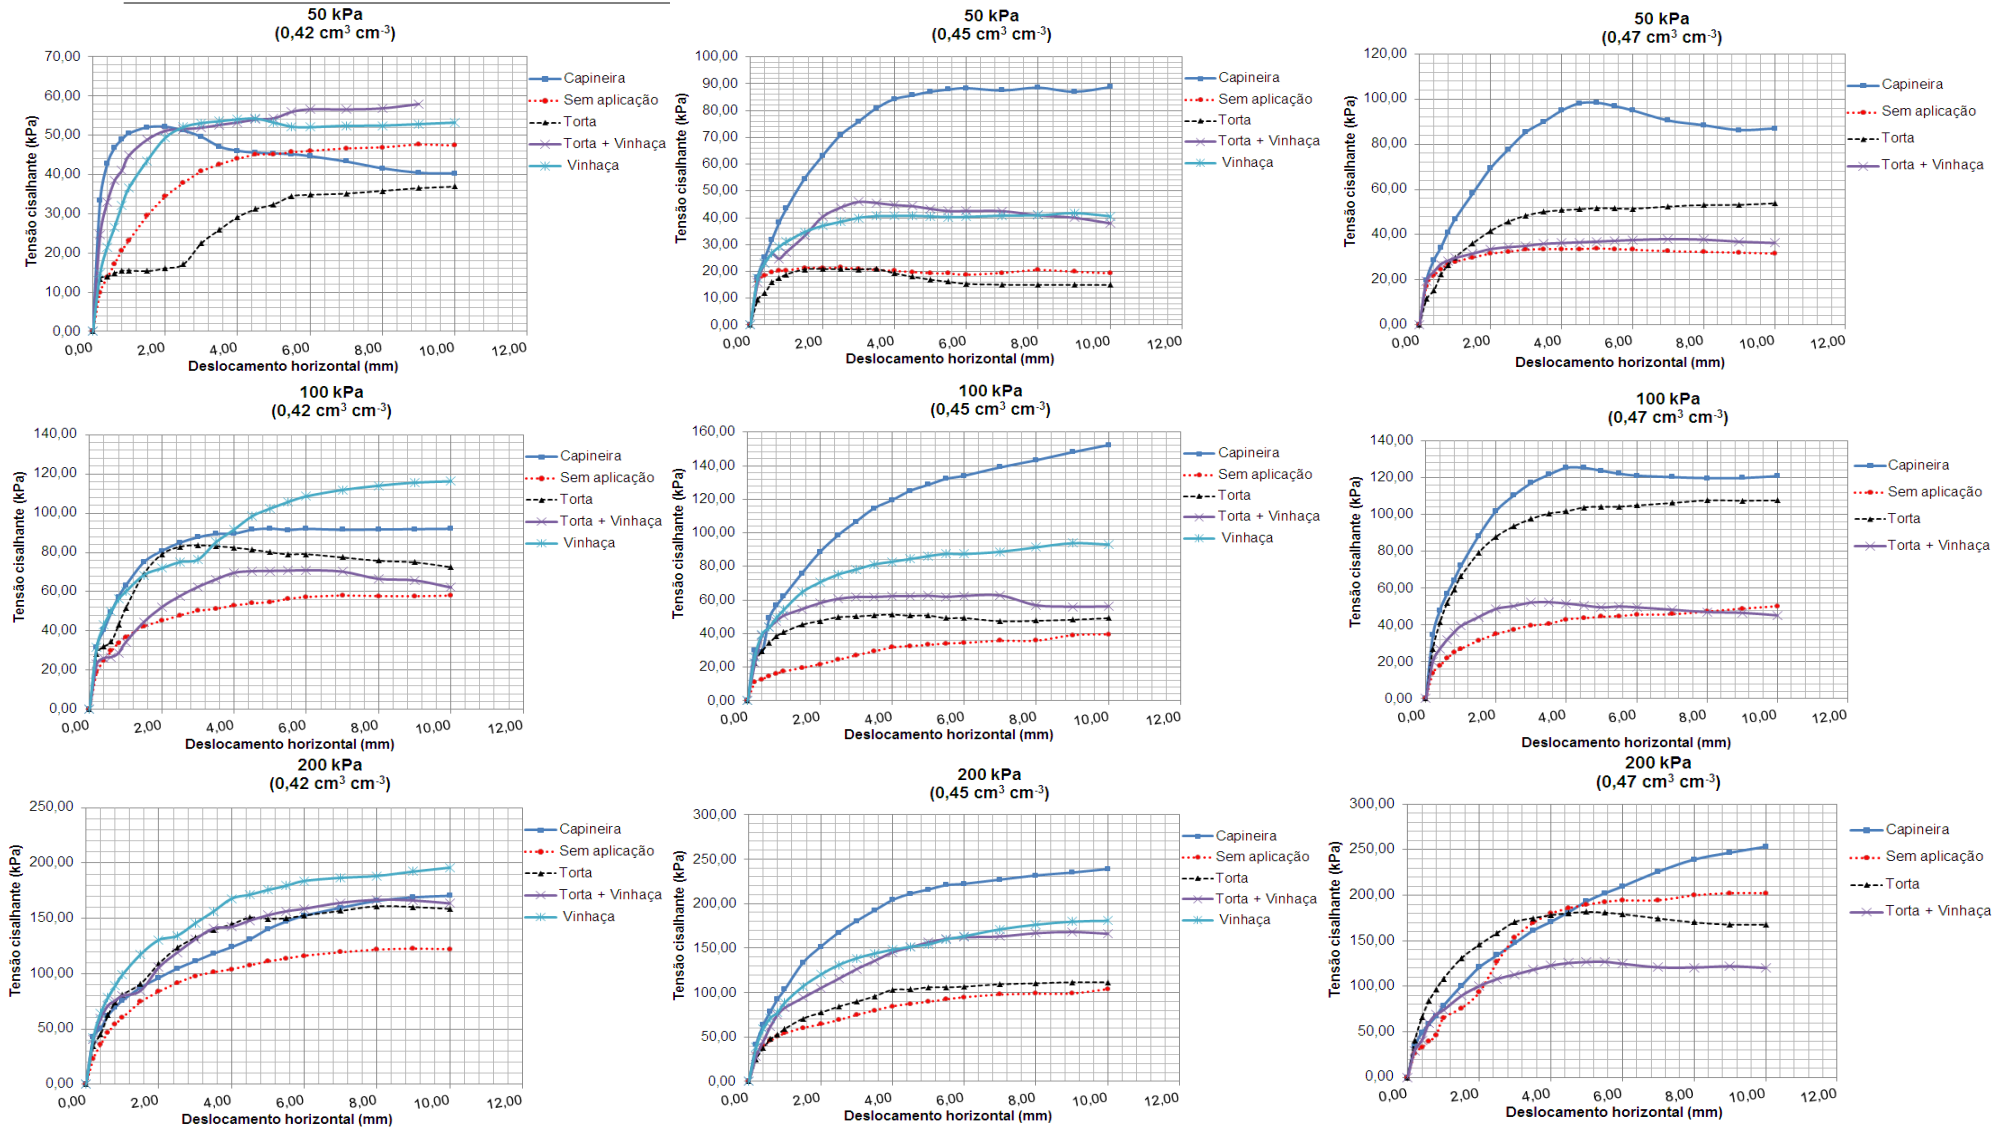 50 kPa
(0,42 cm³ cm⁻³)
70,00
60,00
50,00
40,00
30,00
20,00
10,00
0,00
Tensão cisalhante (kPa)
0,00 2,00 4,00 6,00 8,00 10,00 12,00
Deslocamento horizontal (mm)
Capineira
Sem aplicação
Torta
Torta + Vinhaça
Vinhaça
50 kPa
(0,45 cm³ cm⁻³)
100,00
90,00
80,00
70,00
60,00
50,00
40,00
30,00
20,00
10,00
0,00
Tensão cisalhante (kPa)
0,00 2,00 4,00 6,00 8,00 10,00 12,00
Deslocamento horizontal (mm)
Capineira
Sem aplicação
Torta
Torta + Vinhaça
Vinhaça
50 kPa
(0,47 cm³ cm⁻³)
120,00
100,00
80,00
60,00
40,00
20,00
0,00
Tensão cisalhante (kPa)
0,00 2,00 4,00 6,00 8,00 10,00 12,00
Deslocamento horizontal (mm)
Capineira
Sem aplicação
Torta
Torta + Vinhaça
100 kPa
(0,42 cm³ cm⁻³)
140,00
120,00
100,00
80,00
60,00
40,00
20,00
0,00
Tensão cisalhante (kPa)
0,00 2,00 4,00 6,00 8,00 10,00 12,00
Deslocamento horizontal (mm)
Capineira
Sem aplicação
Torta
Torta + Vinhaça
Vinhaça
100 kPa
(0,45 cm³ cm⁻³)
160,00
140,00
120,00
100,00
80,00
60,00
40,00
20,00
0,00
Tensão cisalhante (kPa)
0,00 2,00 4,00 6,00 8,00 10,00 12,00
Deslocamento horizontal (mm)
Capineira
Sem aplicação
Torta
Torta + Vinhaça
Vinhaça
100 kPa
(0,47 cm³ cm⁻³)
140,00
120,00
100,00
80,00
60,00
40,00
20,00
0,00
Tensão cisalhante (kPa)
0,00 2,00 4,00 6,00 8,00 10,00 12,00
Deslocamento horizontal (mm)
Capineira
Sem aplicação
Torta
Torta + Vinhaça
200 kPa
(0,42 cm³ cm⁻³)
250,00
200,00
150,00
100,00
50,00
0,00
Tensão cisalhante (kPa)
0,00 2,00 4,00 6,00 8,00 10,00 12,00
Deslocamento horizontal (mm)
Capineira
Sem aplicação
Torta
Torta + Vinhaça
Vinhaça
200 kPa
(0,45 cm³ cm⁻³)
300,00
250,00
200,00
150,00
100,00
50,00
0,00
Tensão cisalhante (kPa)
0,00 2,00 4,00 6,00 8,00 10,00 12,00
Deslocamento horizontal (mm)
Capineira
Sem aplicação
Torta
Torta + Vinhaça
Vinhaça
200 kPa
(0,47 cm³ cm⁻³)
300,00
250,00
200,00
150,00
100,00
50,00
0,00
Tensão cisalhante (kPa)
0,00 2,00 4,00 6,00 8,00 10,00 12,00
Deslocamento horizontal (mm)
Capineira
Sem aplicação
Torta
Torta + Vinhaça